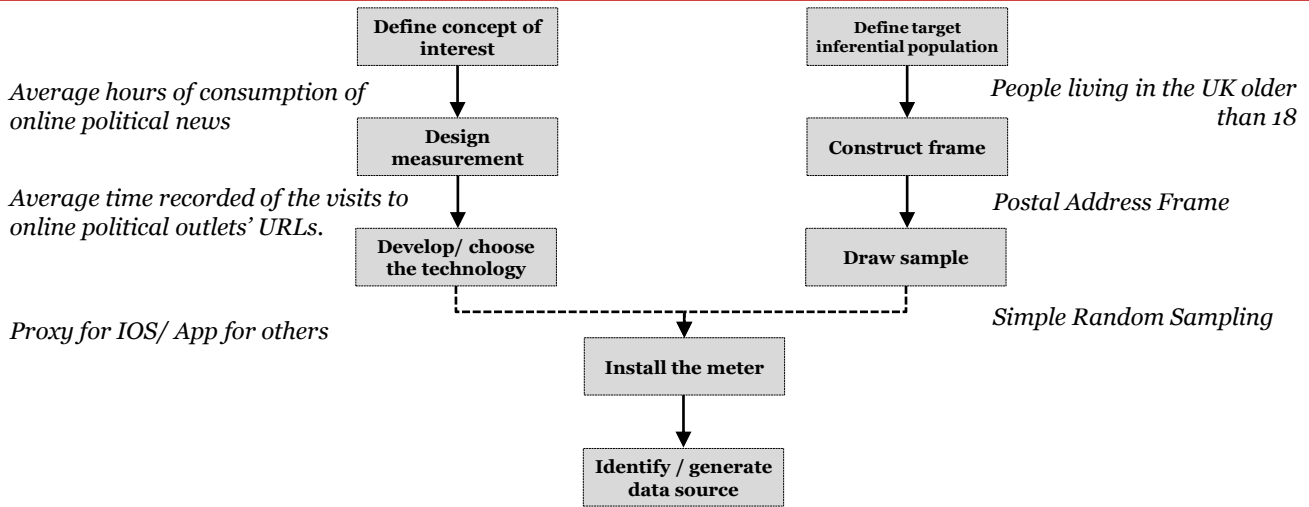 Define concept of
interest
Define target
inferential population
Average hours of consumption of
online political news
People living in the UK older
than 18
Design
measurement
Construct frame
Average time recorded of the visits to
online political outlets’ URLs.
Postal Address Frame
Develop/ choose
the technology
Draw sample
Proxy for IOS/ App for others
Simple Random Sampling
Install the meter
Identify / generate
data source